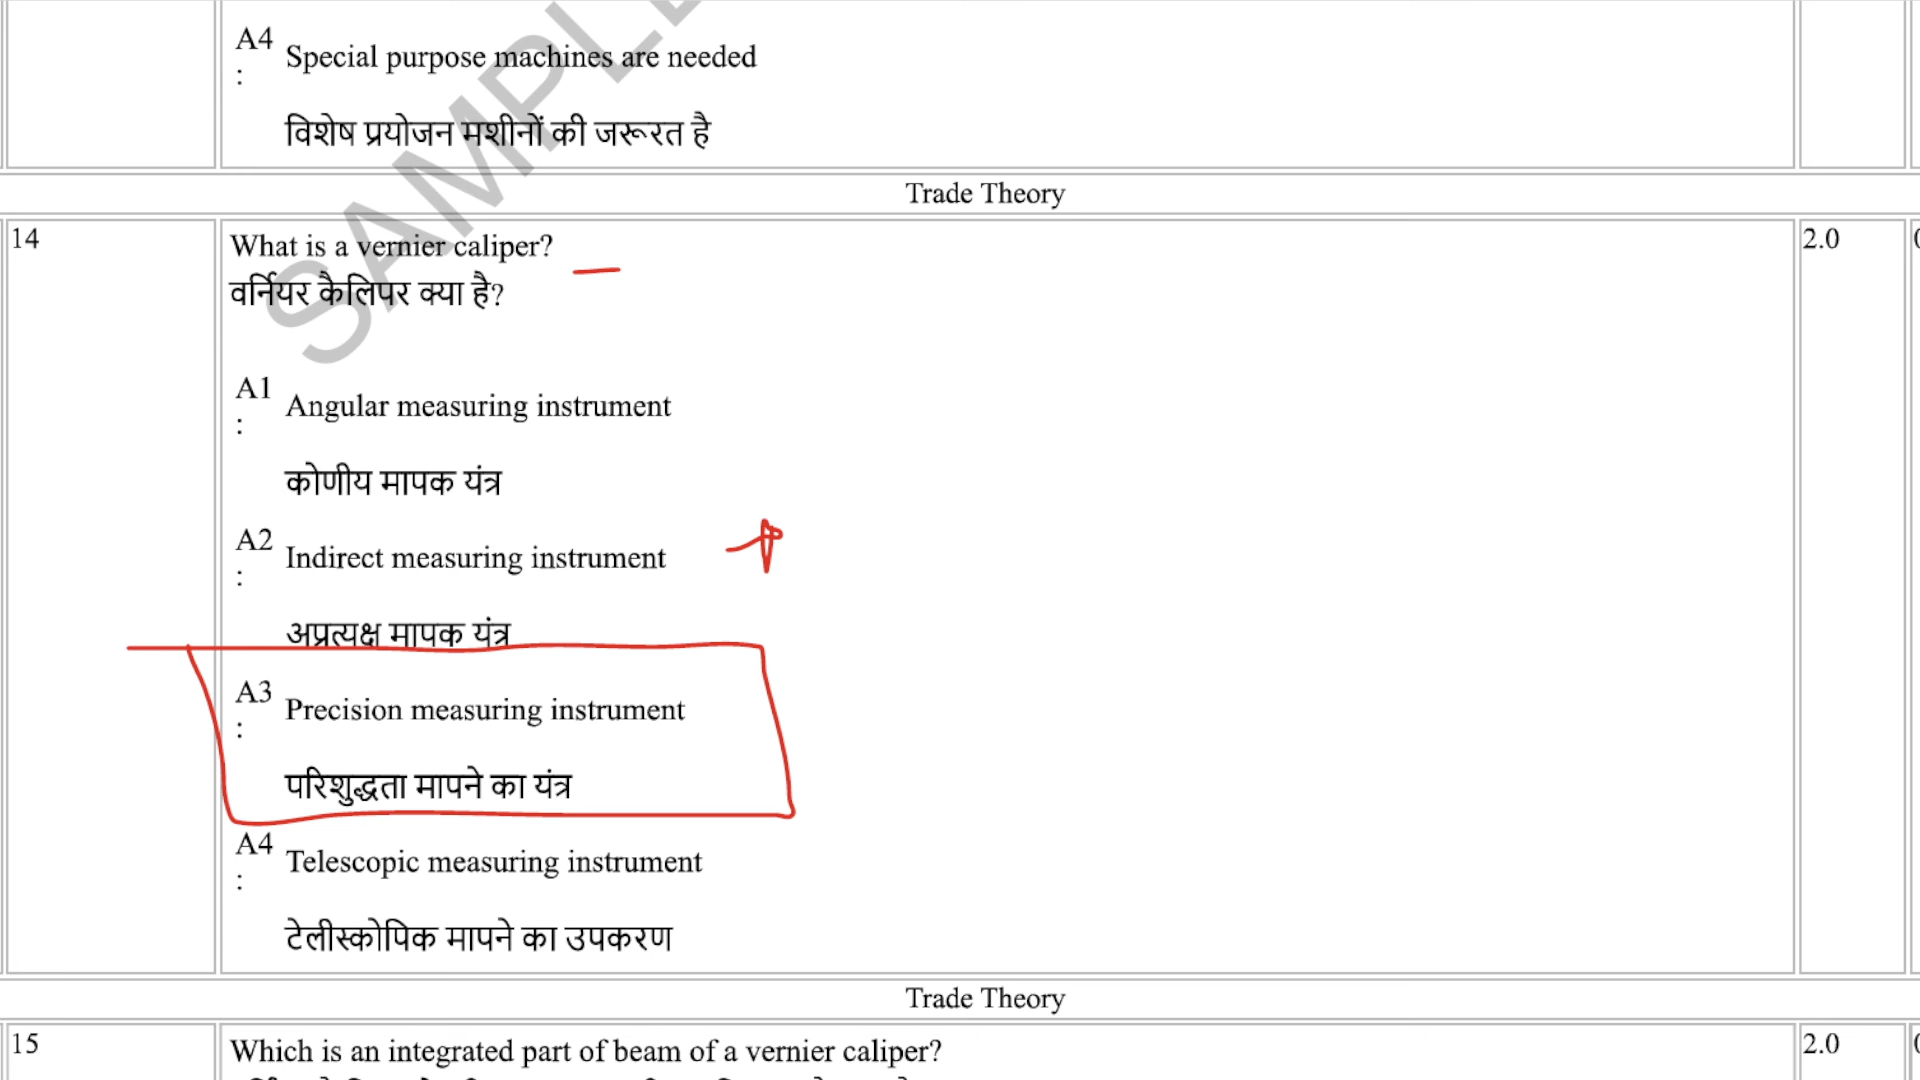 A4
:
Special purpose machines are needed
विशेष प्रयोजन मशीनों की जरूरत है
SAMPLE
Trade Theory
14
What is a vernier caliper?
2.0
वर्नियर कैलिपर क्या है?
A1
:
Angular measuring instrument
कोणीय मापक यंत्र
A2
:
Indirect measuring instrument
अप्रत्यक्ष मापक यंत्र
A3
:
Precision measuring instrument
परिशुद्धता मापने का यंत्र
A4
:
Telescopic measuring instrument
टेलीस्कोपिक मापने का उपकरण
Trade Theory
15
Which is an integrated part of beam of a vernier caliper?
2.0